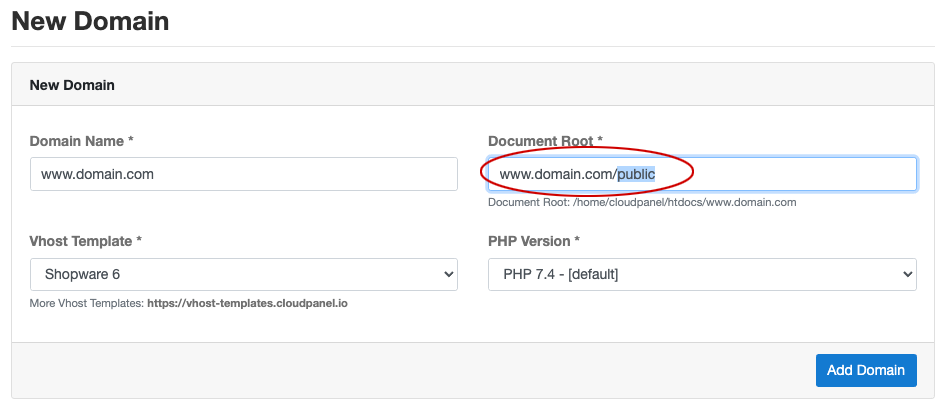 New Domain
New Domain
Domain Name *
Document Root *
www.domain.com
www.domain.com/public
Document Root: /home/cloudpanel/htdocs/www.domain.com
Vhost Template *
PHP Version *
Shopware 6
PHP 7.4 - [default]
More Vhost Templates: https://vhost-templates.cloudpanel.io
Add Domain